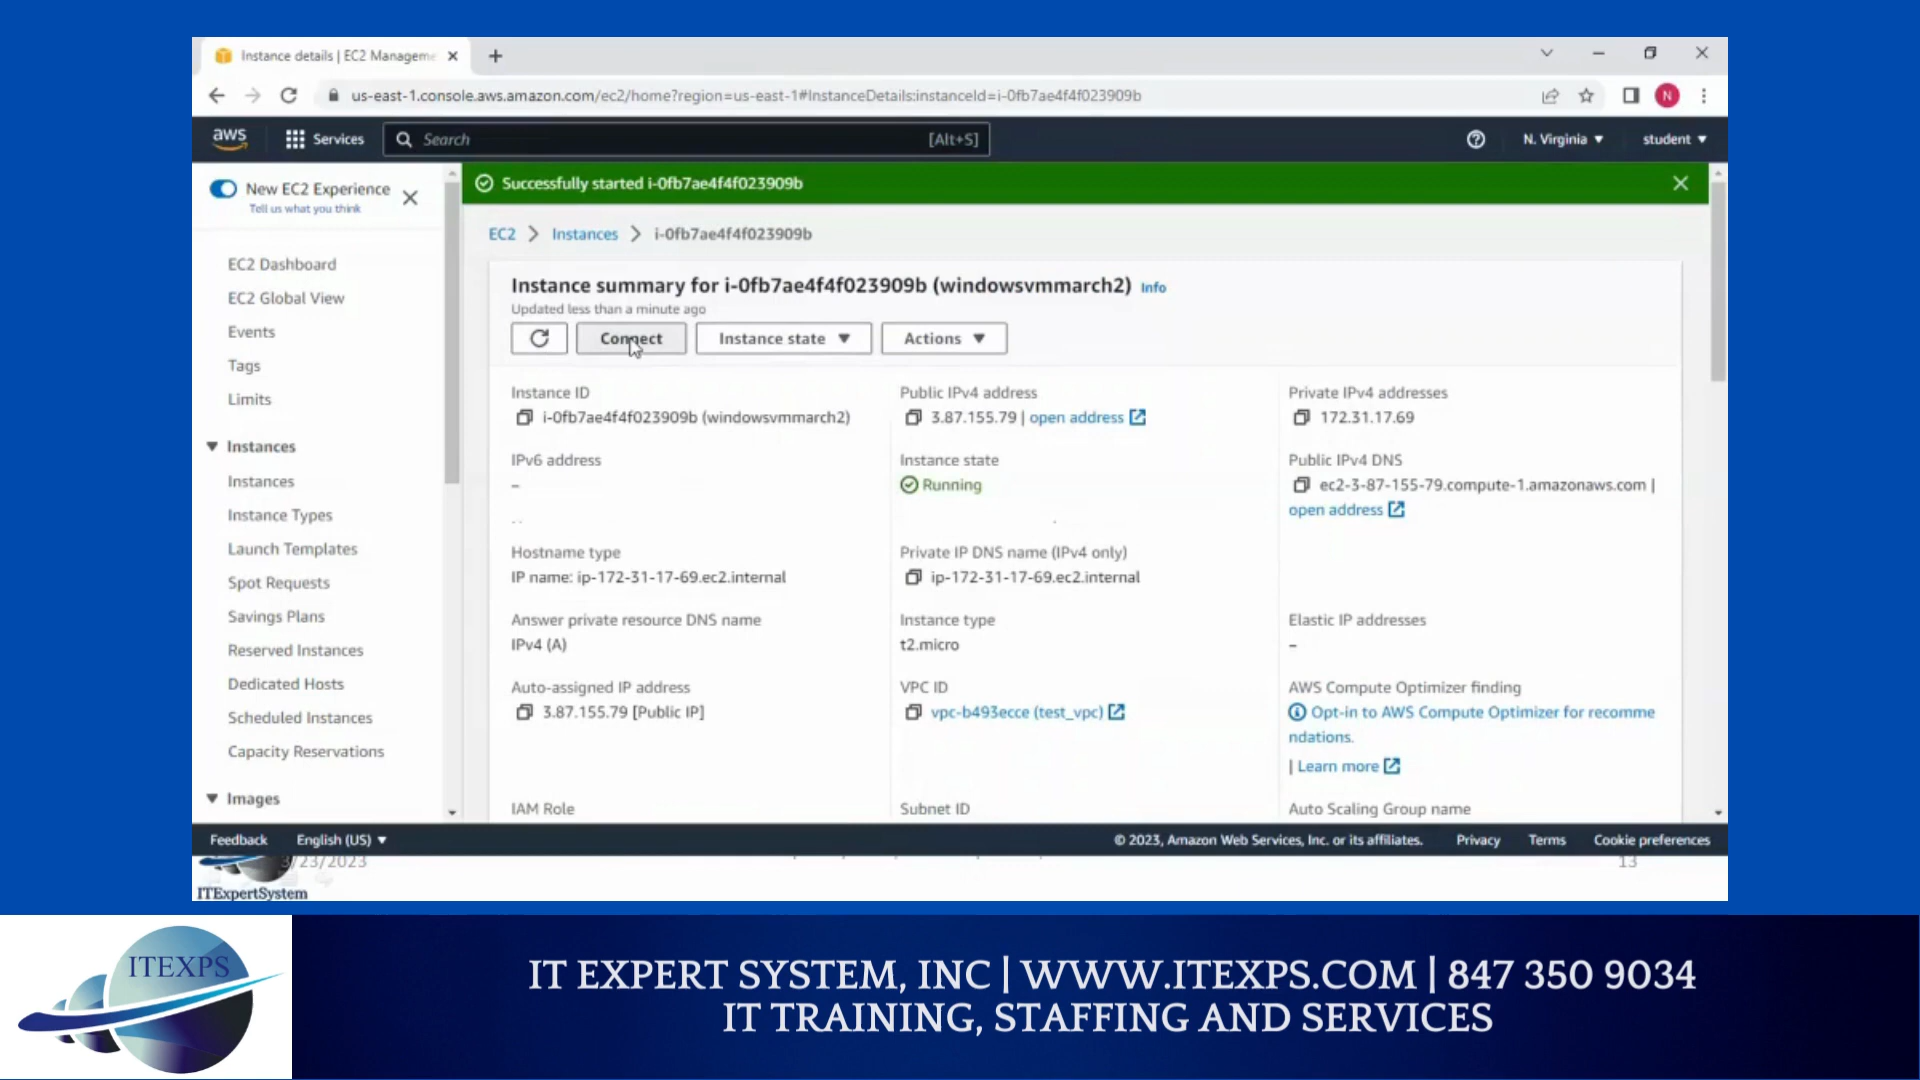 Instance details | EC2 Manageme
us-east-1.console.aws.amazon.com/ec2/home?region=us-east-1#InstanceDetails:instanceId=i-0fb7ae4f4f023909b
N
aws
Services
Search
[Alt+S]
N. Virginia
student
New EC2 Experience
Tell us what you think
EC2 Dashboard
EC2 Global View
Events
Tags
Limits
Instances
Instances
Instance Types
Launch Templates
Spot Requests
Savings Plans
Reserved Instances
Dedicated Hosts
Scheduled Instances
Capacity Reservations
Images
Successfully started i-0fb7ae4f4f023909b
EC2 > Instances > i-0fb7ae4f4f023909b
Instance summary for i-0fb7ae4f4f023909b (windowsvmmarch2) Info
Updated less than a minute ago
Connect
Instance state
Actions
Instance ID
i-0fb7ae4f4f023909b (windowsvmmarch2)
Public IPv4 address
3.87.155.79 | open address
Private IPv4 addresses
172.31.17.69
IPv6 address
–
Instance state
Running
Public IPv4 DNS
ec2-3-87-155-79.compute-1.amazonaws.com |
open address
Hostname type
IP name: ip-172-31-17-69.ec2.internal
Private IP DNS name (IPv4 only)
ip-172-31-17-69.ec2.internal
Answer private resource DNS name
IPv4 (A)
Instance type
t2.micro
Elastic IP addresses
–
Auto-assigned IP address
3.87.155.79 [Public IP]
VPC ID
vpc-b493ecce (test_vpc)
AWS Compute Optimizer finding
Opt-in to AWS Compute Optimizer for recomme
ndations.
| Learn more
IAM Role
Subnet ID
Auto Scaling Group name
Feedback
English (US)
© 2023, Amazon Web Services, Inc. or its affiliates.
Privacy
Terms
Cookie preferences
3/23/2023
13
ITExpertSystem
ITEXPS
IT EXPERT SYSTEM, INC | WWW.ITEXPS.COM | 847 350 9034
IT TRAINING, STAFFING AND SERVICES